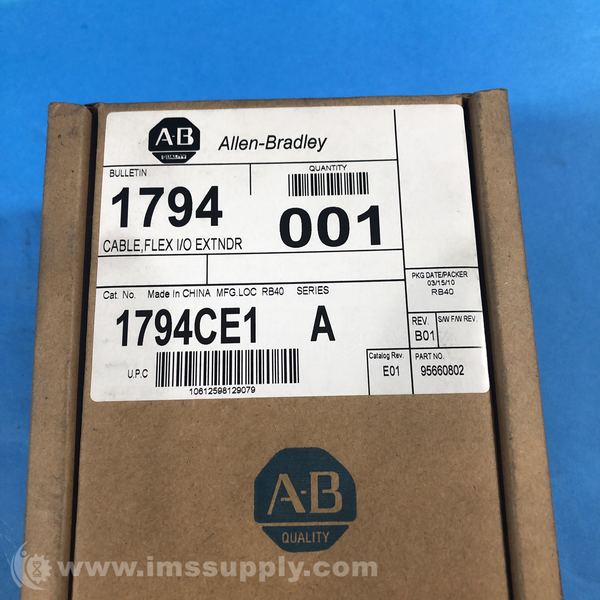 A-B
QUALITY
Allen-Bradley
BULLETIN
QUANTITY
1794
001
CABLE,FLEX I/O EXTNDR
PKG DATE/PACKER
03/15/10
RB40
Cat. No. Made In CHINA MFG.LOC RB40 SERIES
1794CE1 A
REV. S/W F/W REV.
B01
U.P.C
10612598129079
Catalog Rev. PART NO.
E01 95660802
A-B
QUALITY
© www.imssupply.com